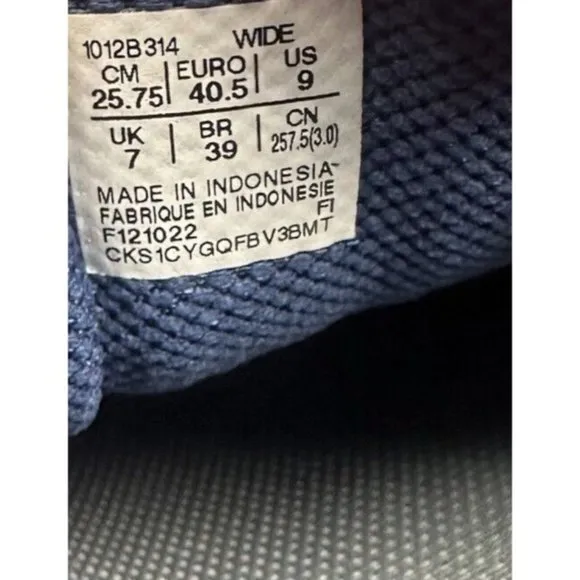 1012B314 WIDE
CM EURO US
25.75 40.5 9
UK BR CN
7 39 257.5(3.0)
MADE IN INDONESIA
FABRIQUE EN INDONESIE
F121022 FI
CKS1CYGQFBV3BMT